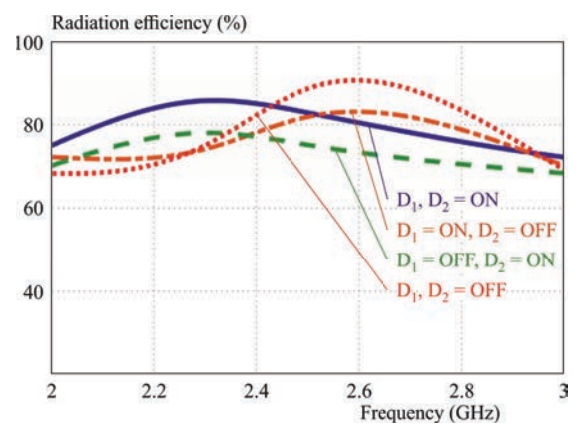 Radiation efficiency (%)
100
80
60
40
D₁, D₂ = ON
D₁ = ON, D₂ = OFF
D₁ = OFF, D₂ = ON
D₁, D₂ = OFF
2 2.2 2.4 2.6 2.8 3
Frequency (GHz)